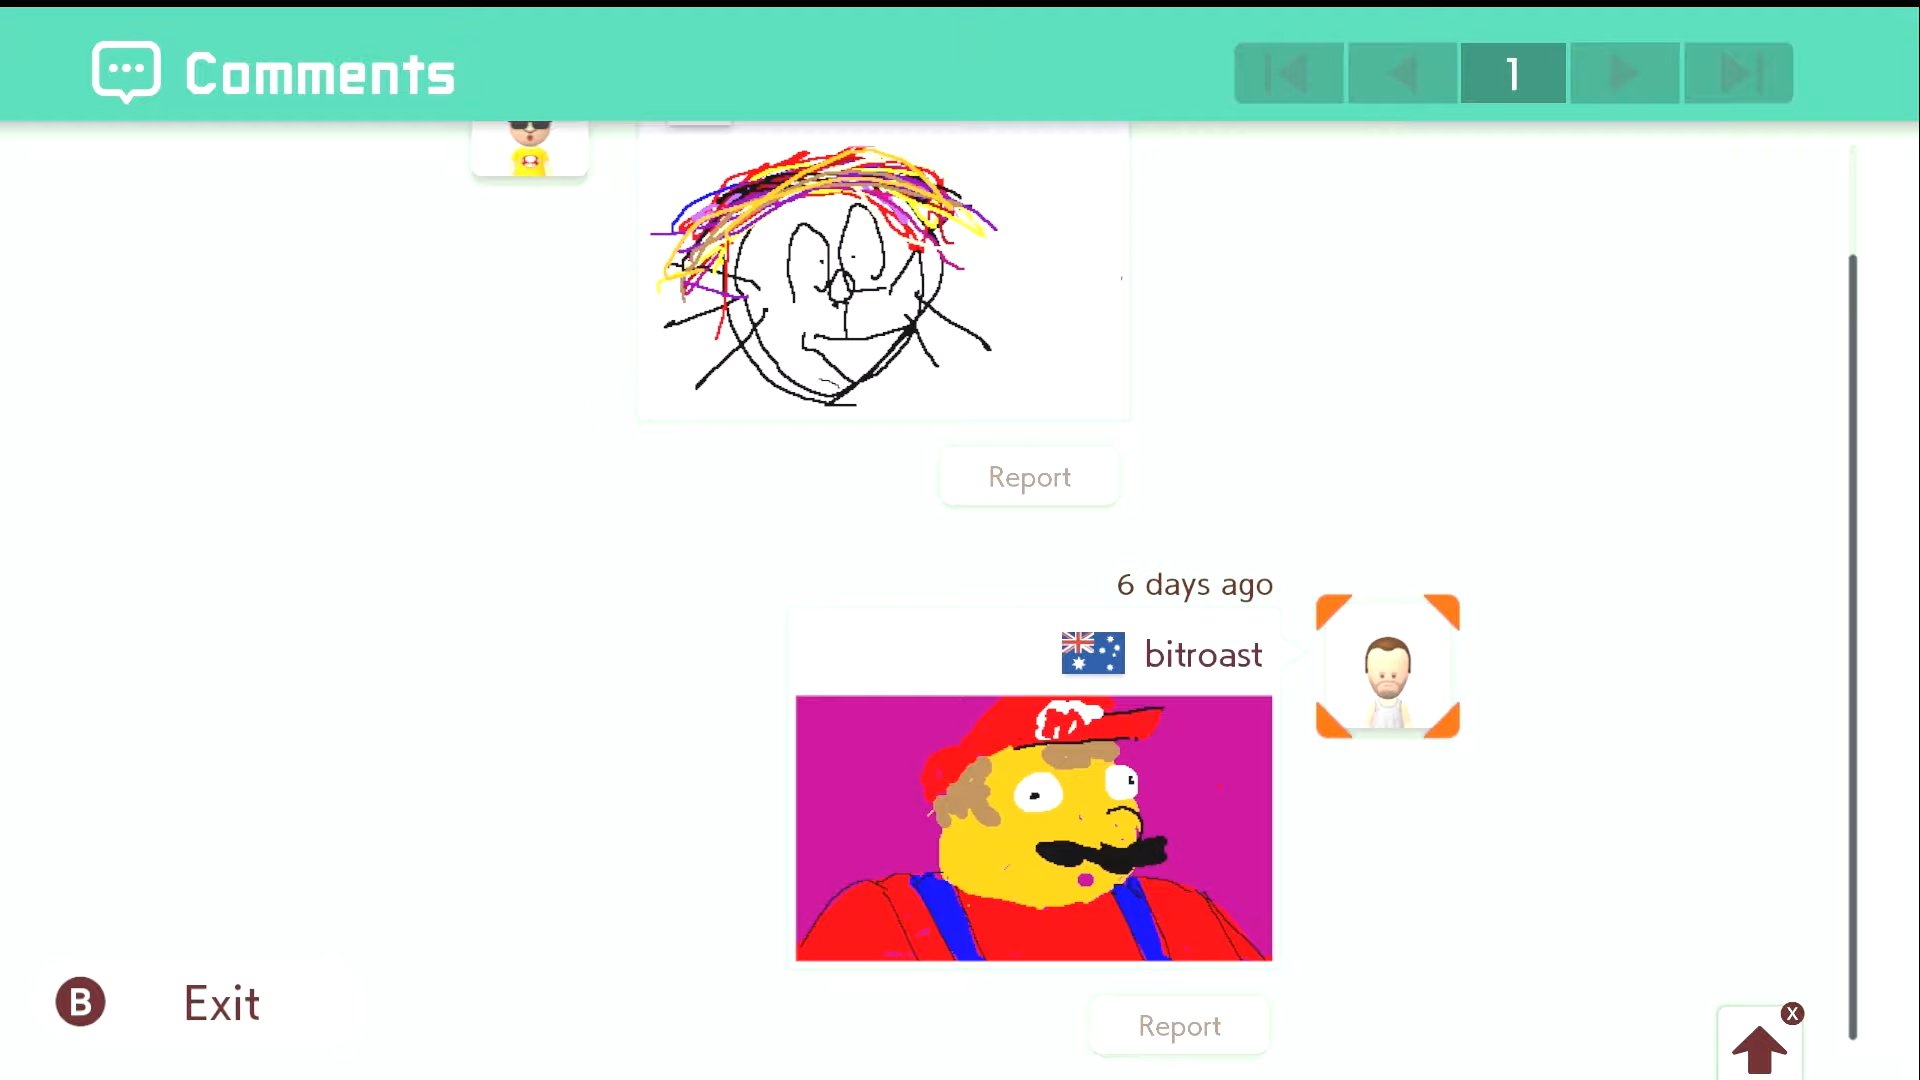 Comments
1
Report
6 days ago
bitroast
M
Report
B Exit
X